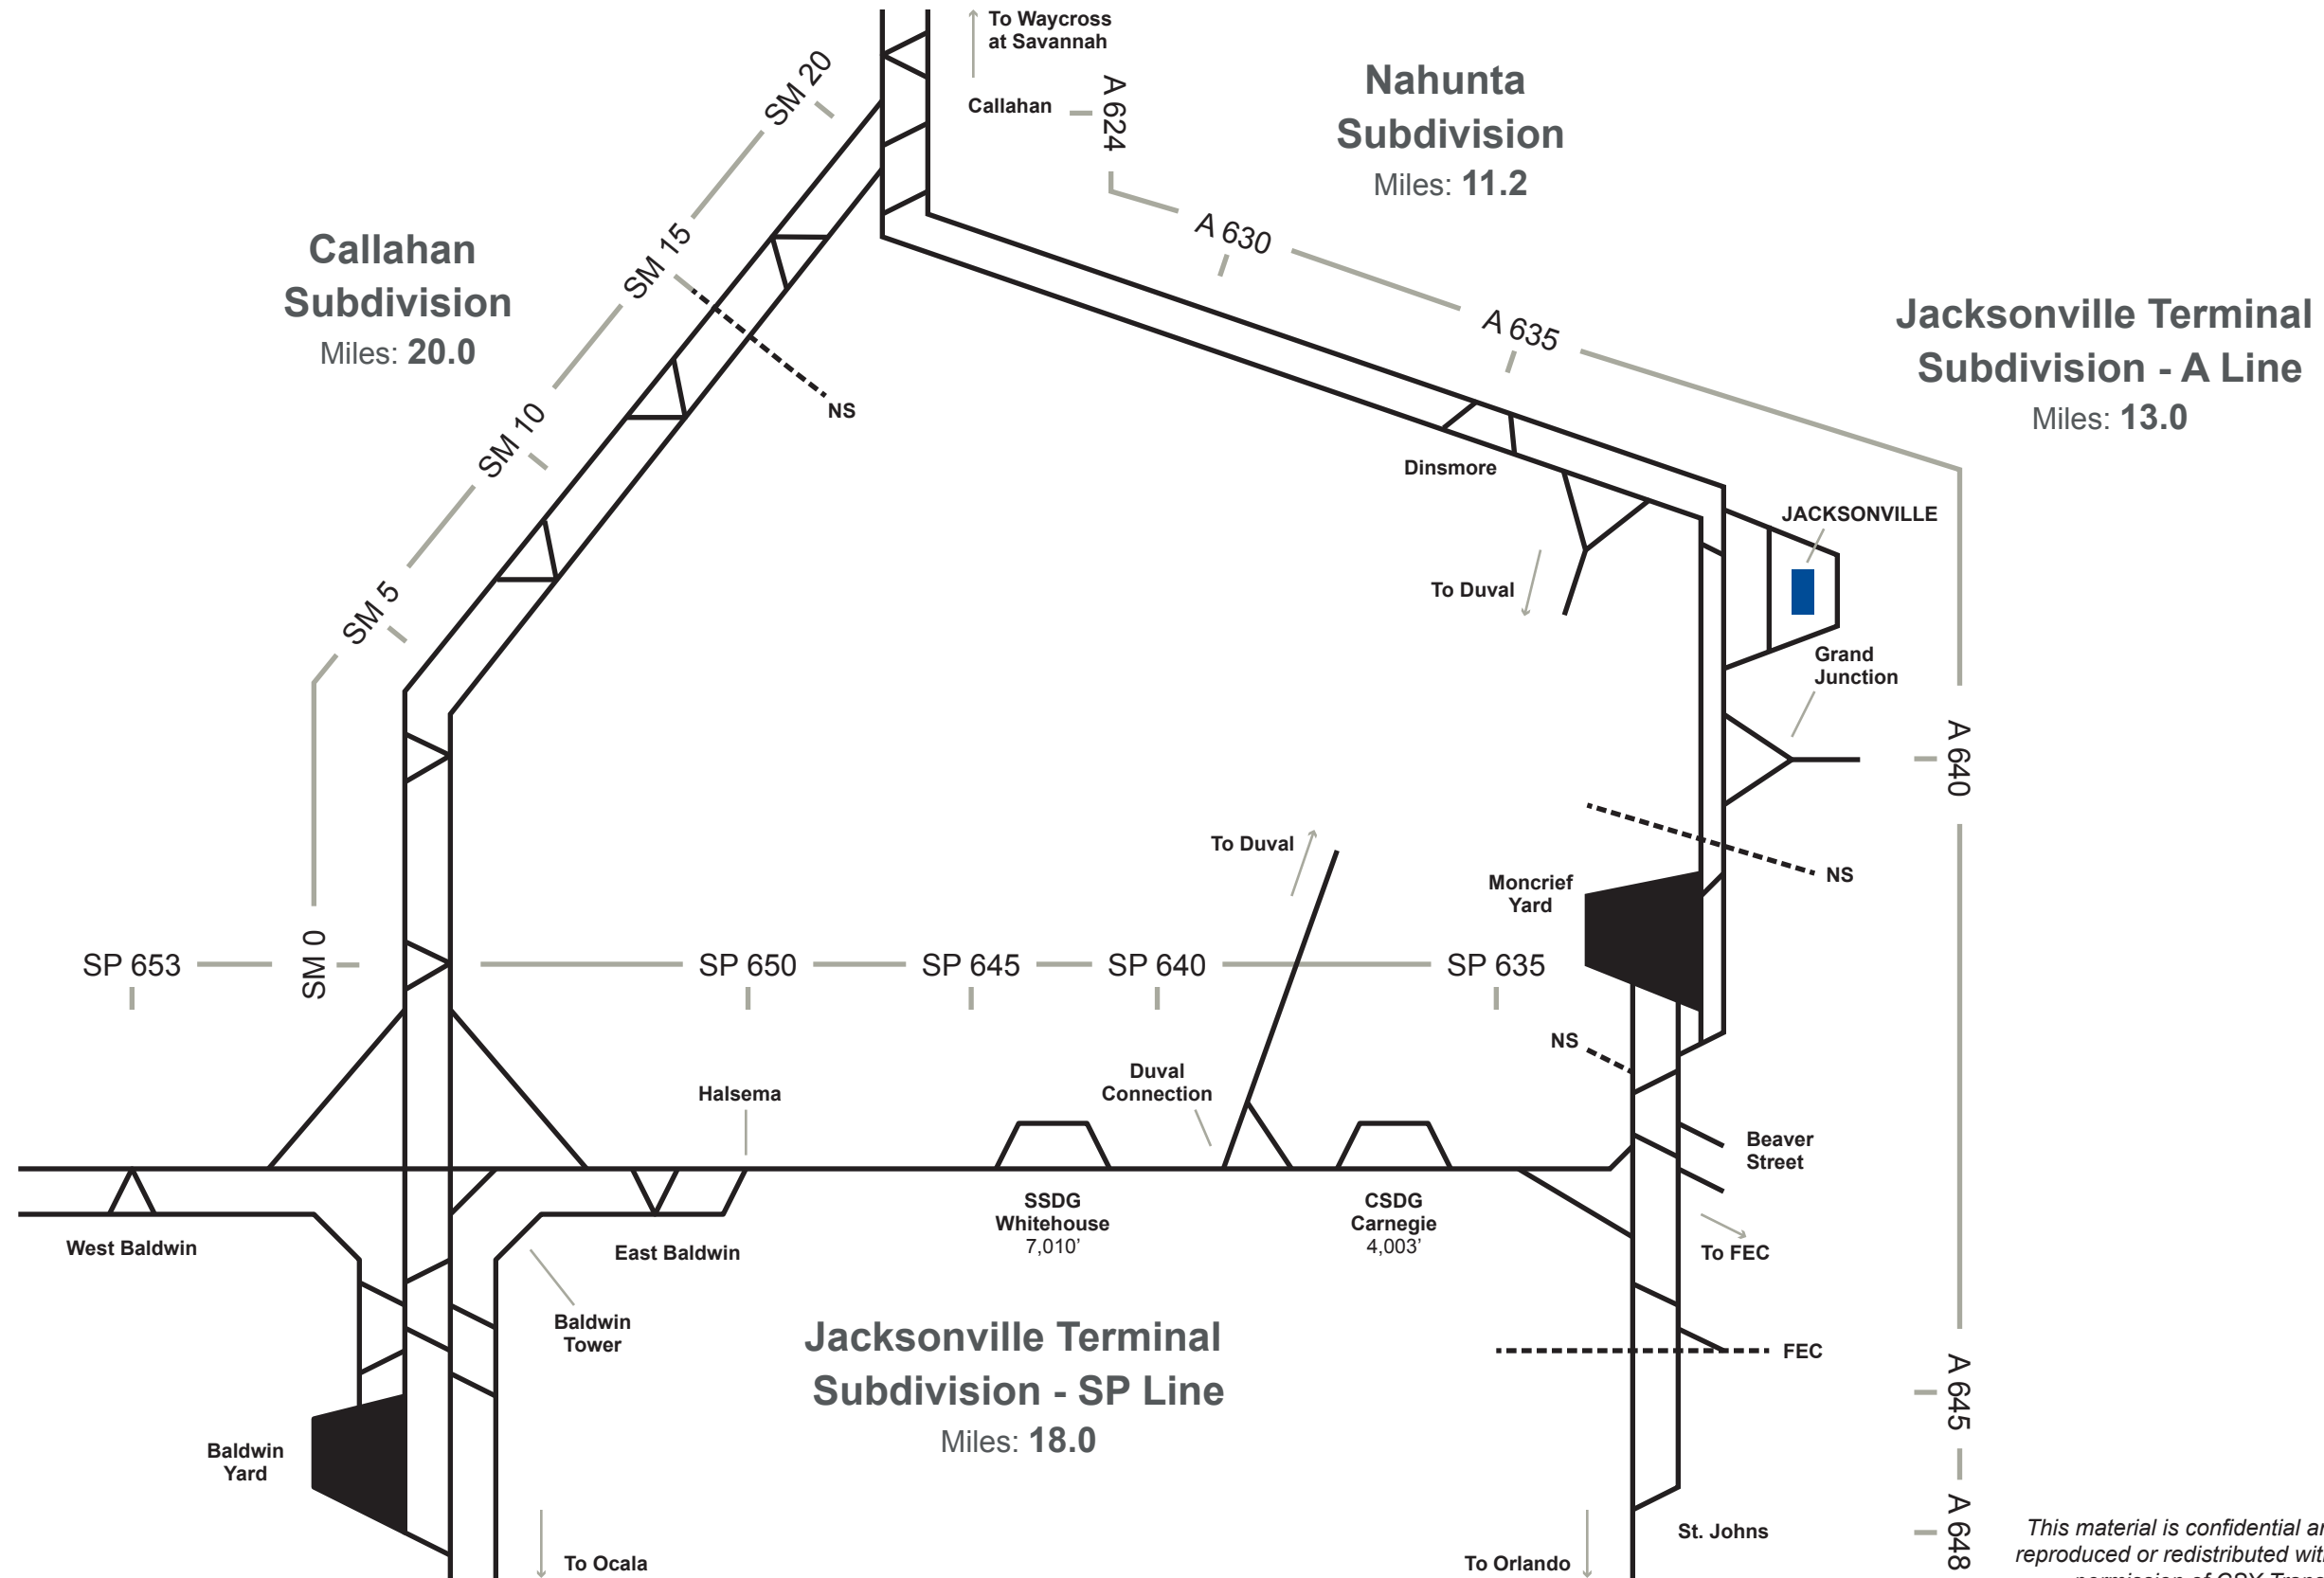 To Waycross
at Savannah
Callahan
A 624
SM 20
Nahunta
Subdivision
Miles: 11.2
A 630
SM 15
Callahan
Subdivision
Miles: 20.0
A 635
Jacksonville Terminal
Subdivision - A Line
Miles: 13.0
NS
SM 10
Dinsmore
JACKSONVILLE
SM 5
To Duval
Grand
Junction
A 640
To Duval
NS
Moncrief
Yard
SP 653
SM 0
SP 650
SP 645
SP 640
SP 635
NS
Duval
Connection
Halsema
Beaver
Street
SSDG
Whitehouse
7,010’
CSDG
Carnegie
4,003’
West Baldwin
East Baldwin
To FEC
Baldwin
Tower
Jacksonville Terminal
Subdivision - SP Line
Miles: 18.0
FEC
A 645
Baldwin
Yard
A 648
St. Johns
To Ocala
To Orlando
This material is confidential
reproduced or redistributed
permission of CSX